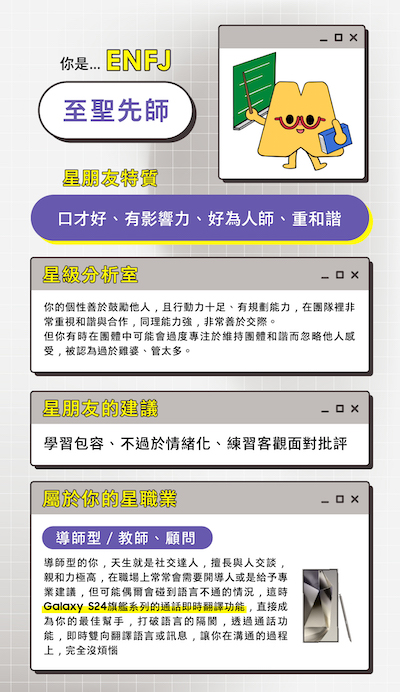 你是... ENFJ
至聖先師
星朋友特質
口才好、有影響力、好為人師、重和諧
星級分析室
你的個性善於鼓勵他人，且行動力十足、有規劃能力，在團隊裡非
常重視和諧與合作，同理能力強，非常善於交際。
但你有時在團體中可能會過度專注於維持團體和諧而忽略他人感
受，被認為過於雞婆、管太多。
星朋友的建議
學習包容、不過於情緒化、練習客觀面對批評
屬於你的星職業
導師型 / 教師、顧問
導師型的你，天生就是社交達人，擅長與人交談，
親和力極高，在職場上常常會需要開導人或是給予專
業建議，但可能偶爾會碰到語言不通的情況，這時
Galaxy S24旗艦系列的通話即時翻譯功能，直接成
為你的最佳幫手，打破語言的隔閡，透過通話功
能，即時雙向翻譯語言或訊息，讓你在溝通的過程
上，完全沒煩惱